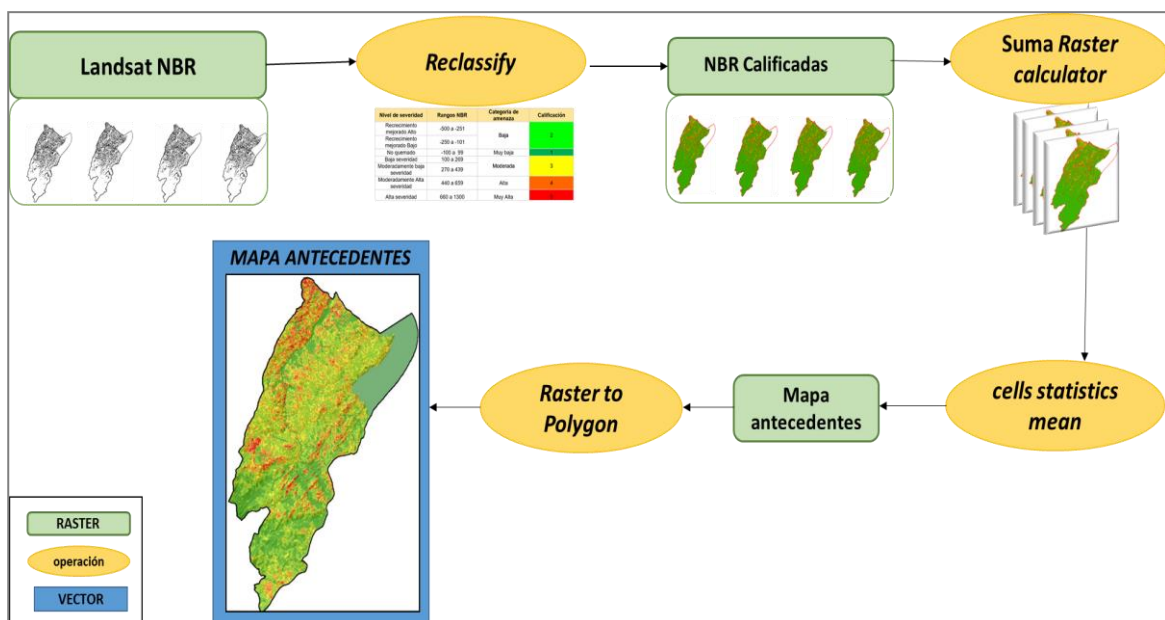 Landsat NBR
Reclassify
NBR Calificadas
Suma Raster
calculator
Nivel de severidad Rangos NBR Categoría de amenaza Calificación
Recrecimiento mejorado Alto -500 a -251 Baja 2
Recrecimiento mejorado Bajo -250 a -101
No quemado -100 a 99 Muy baja
Baja severidad 100 a 269 Moderada 3
Moderadamente baja severidad 270 a 439
Moderadamente Alta severidad 440 a 659 Alta 4
Alta severidad 660 a 1300 Muy Alta
MAPA ANTECEDENTES
Raster to
Polygon
Mapa
antecedentes
cells statistics
mean
RASTER
operación
VECTOR